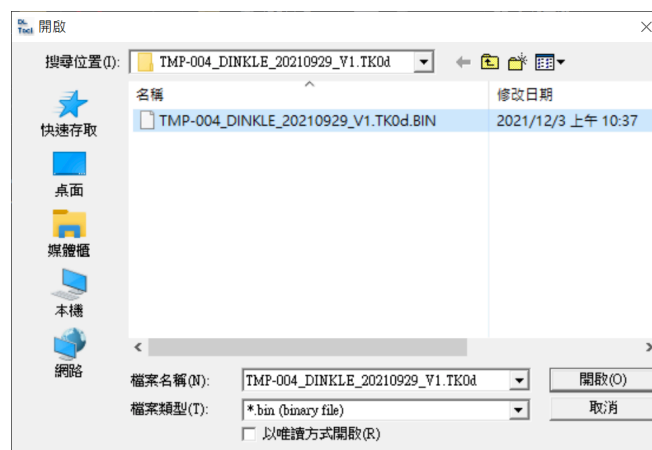 DL Tool 開啟
搜尋位置(I): TMP-004_DINKLE_20210929_V1.TK0d
名稱 修改日期
TMP-004_DINKLE_20210929_V1.TK0d.BIN 2021/12/3 上午 10:37
快速存取
桌面
媒體櫃
本機
網路
檔案名稱(N): TMP-004_DINKLE_20210929_V1.TK0d 開啟(O)
檔案類型(T): *.bin (binary file) 取消
以唯讀方式開啟(R)